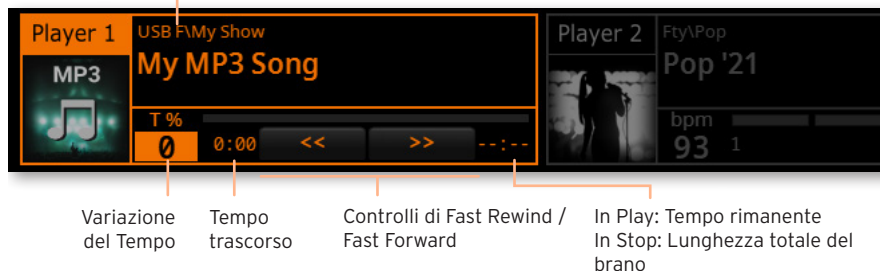 Player 1
USB F\My Show
My MP3 Song
MP3
T %
0
0:00
<<
>>
--:--
Player 2
Fty\Pop
Pop '21
bpm
93
1
Variazione
del Tempo
Tempo
trascorso
Controlli di Fast Rewind /
Fast Forward
In Play: Tempo rimanente
In Stop: Lunghezza totale del
brano